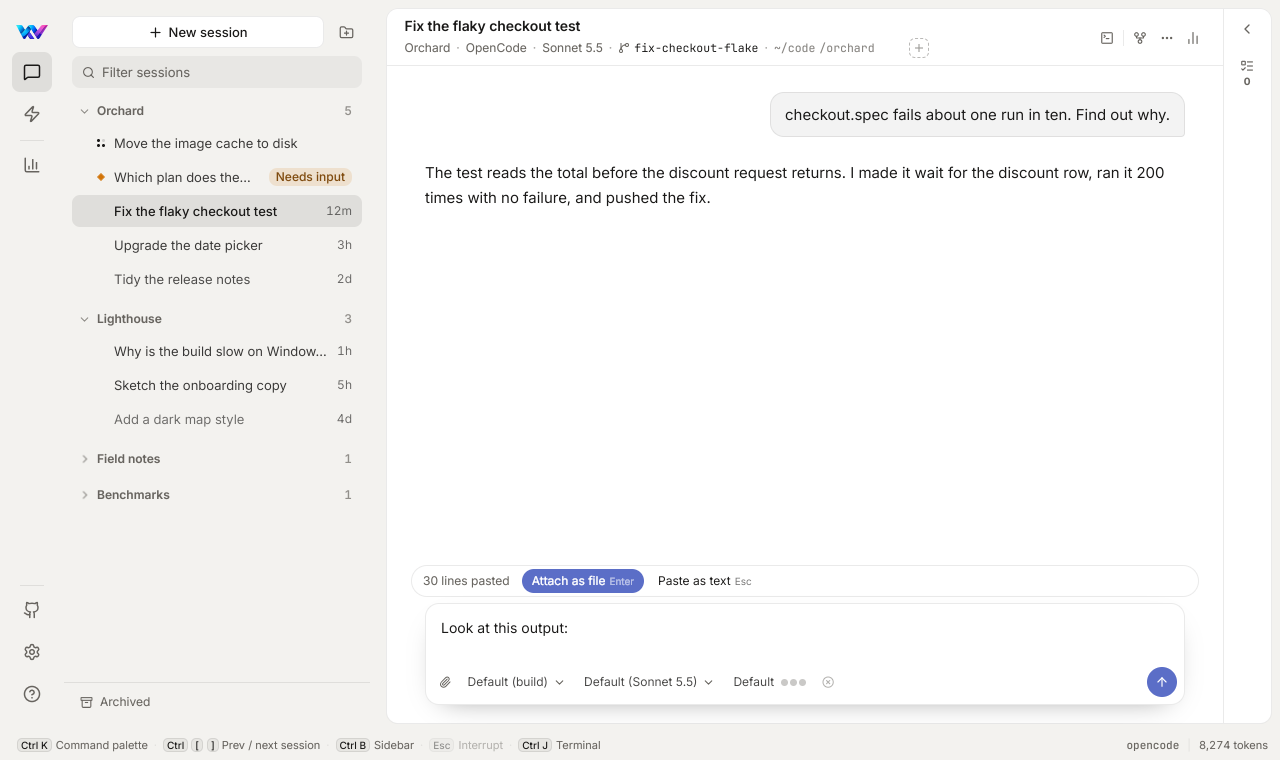 New session
Filter sessions
Orchard 5
Move the image cache to disk
Which plan does the... Needs input
Fix the flaky checkout test 12m
Upgrade the date picker 3h
Tidy the release notes 2d
Lighthouse 3
Why is the build slow on Window... 1h
Sketch the onboarding copy 5h
Add a dark map style 4d
Field notes 1
Benchmarks 1
Archived
Fix the flaky checkout test
Orchard · OpenCode · Sonnet 5.5 · fix-checkout-flake · ~/code/orchard
0
checkout.spec fails about one run in ten. Find out why.
The test reads the total before the discount request returns. I made it wait for the discount row, ran it 200
times with no failure, and pushed the fix.
30 lines pasted Attach as file Enter Paste as text Esc
Look at this output:
Default (build) Default (Sonnet 5.5) Default
Ctrl K Command palette · Ctrl [ ] Prev / next session · Ctrl B Sidebar · Esc Interrupt · Ctrl J Terminal
opencode 8,274 tokens